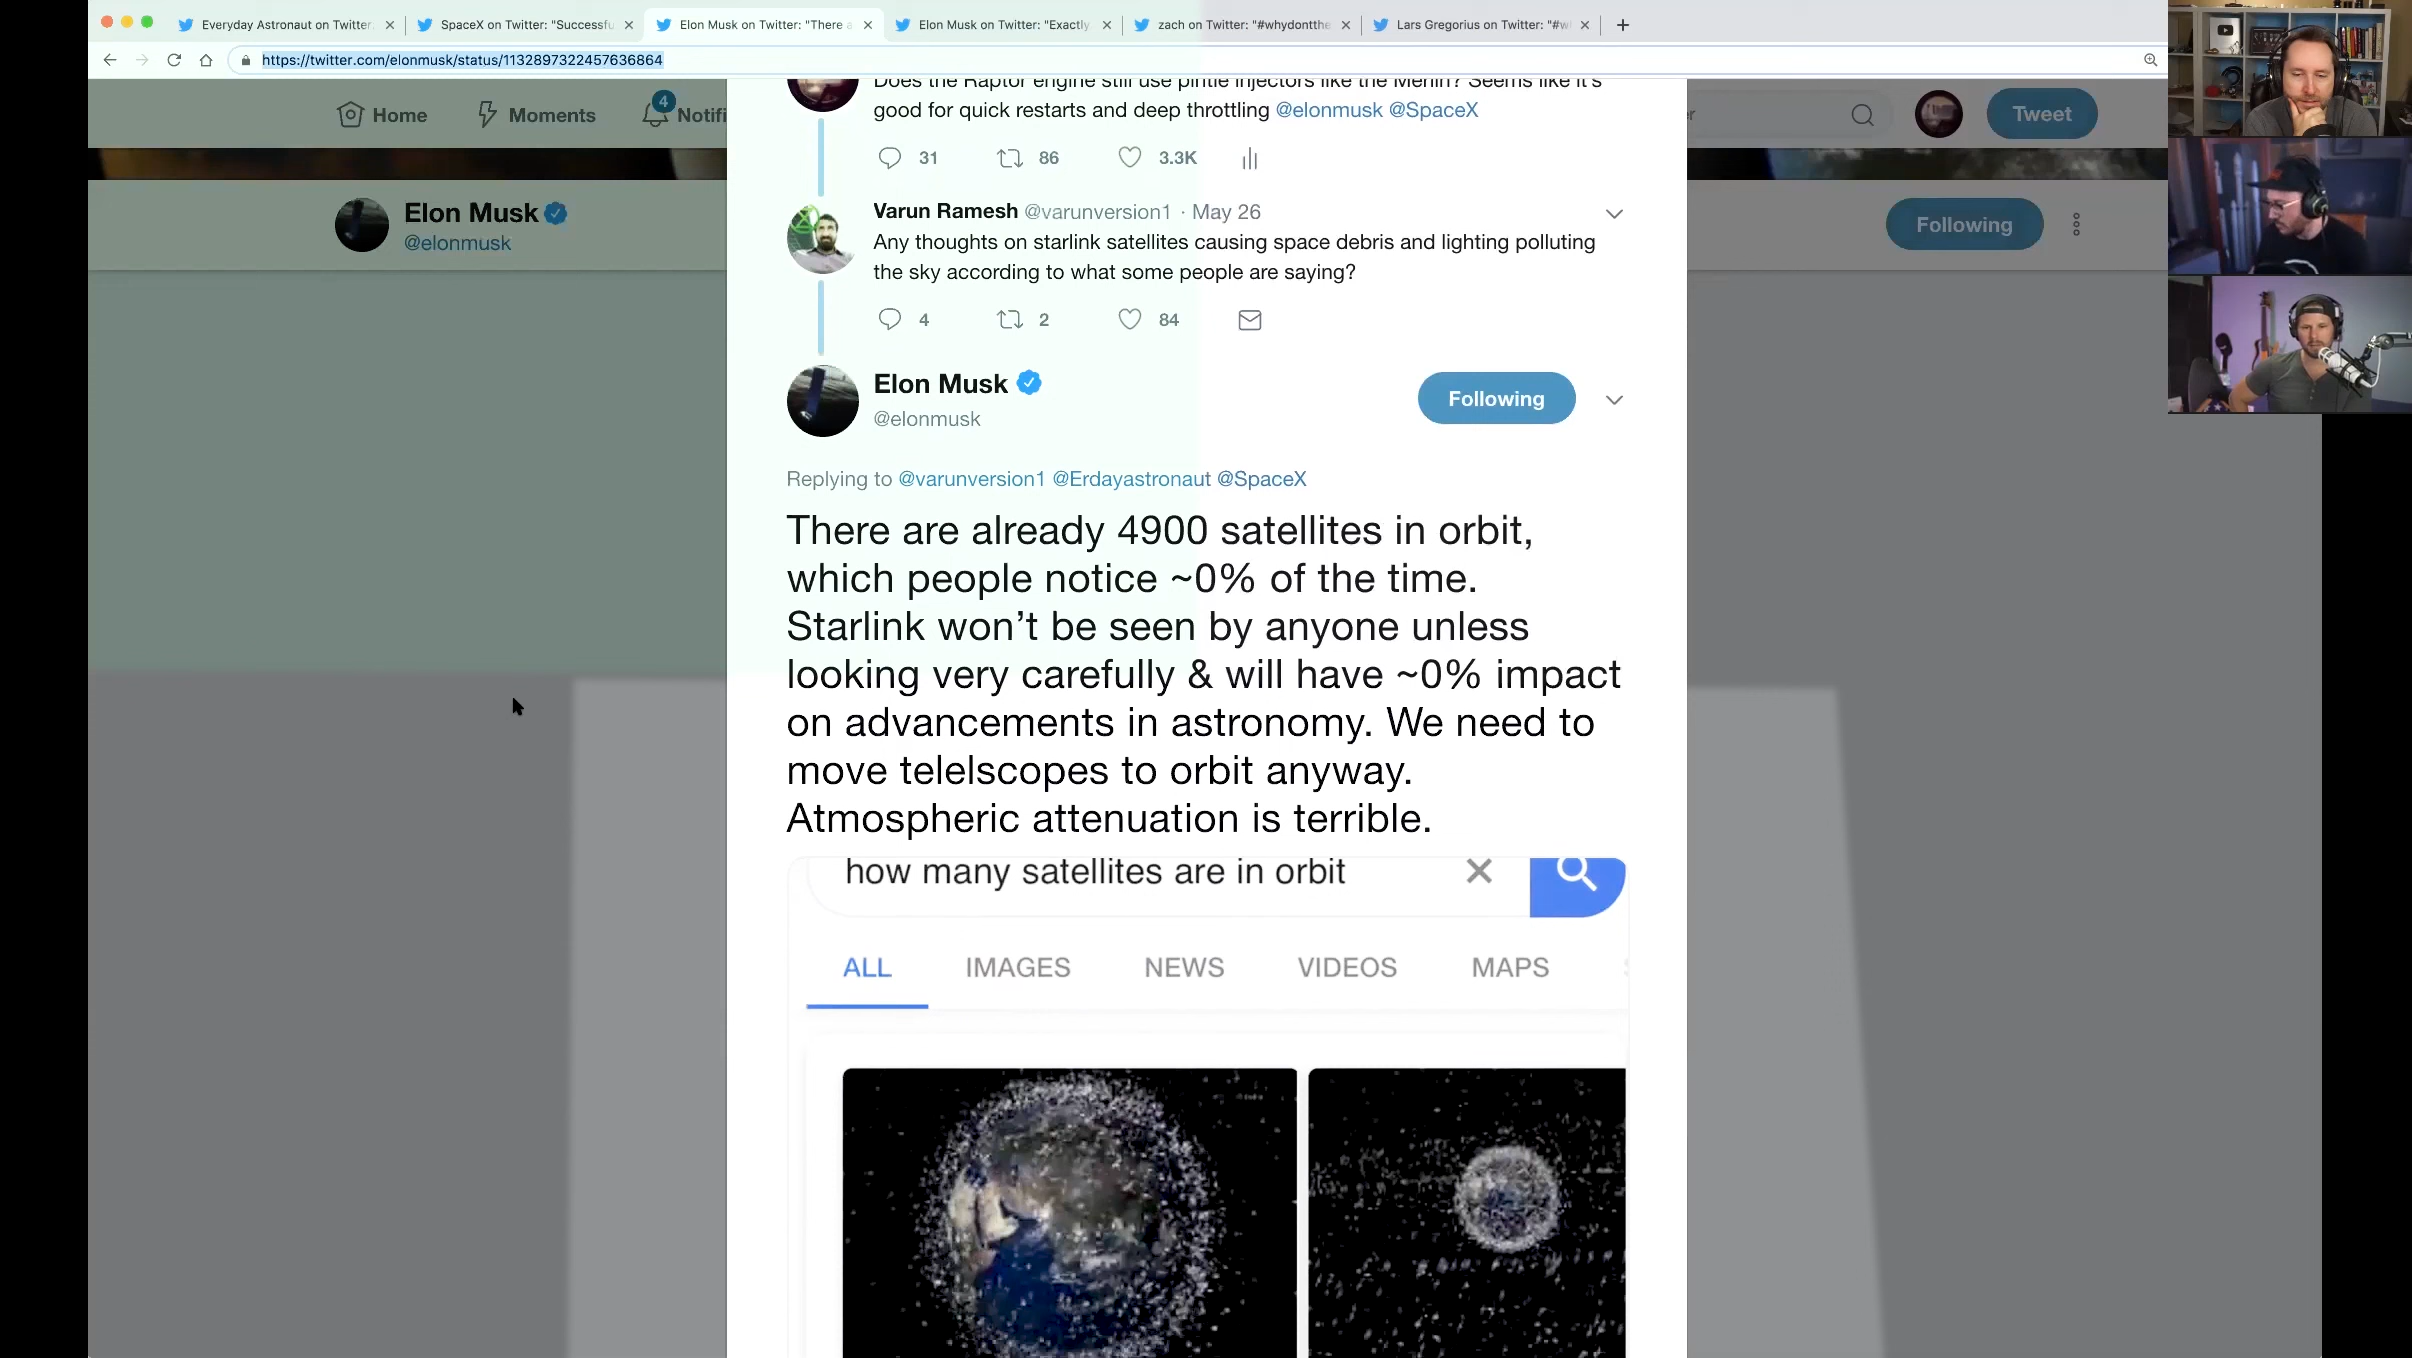 Everyday Astronaut on Twitter
SpaceX on Twitter: "Successfu
Elon Musk on Twitter: "There a
Elon Musk on Twitter: "Exactly
zach on Twitter: "#whydontthe
Lars Gregorius on Twitter: "#w
https://twitter.com/elonmusk/status/1132897322457636864
Home
Moments
4
Notifi
Tweet
Elon Musk
@elonmusk
Following
Does the Raptor engine still use pintle injectors like the Merlin? Seems like it's
good for quick restarts and deep throttling @elonmusk @SpaceX
31 86 3.3K
Varun Ramesh @varunversion1 · May 26
Any thoughts on starlink satellites causing space debris and lighting polluting
the sky according to what some people are saying?
4 2 84
Elon Musk
@elonmusk
Following
Replying to @varunversion1 @Erdayastronaut @SpaceX
There are already 4900 satellites in orbit,
which people notice ~0% of the time.
Starlink won’t be seen by anyone unless
looking very carefully & will have ~0% impact
on advancements in astronomy. We need to
move telelscopes to orbit anyway.
Atmospheric attenuation is terrible.
how many satellites are in orbit
ALL IMAGES NEWS VIDEOS MAPS